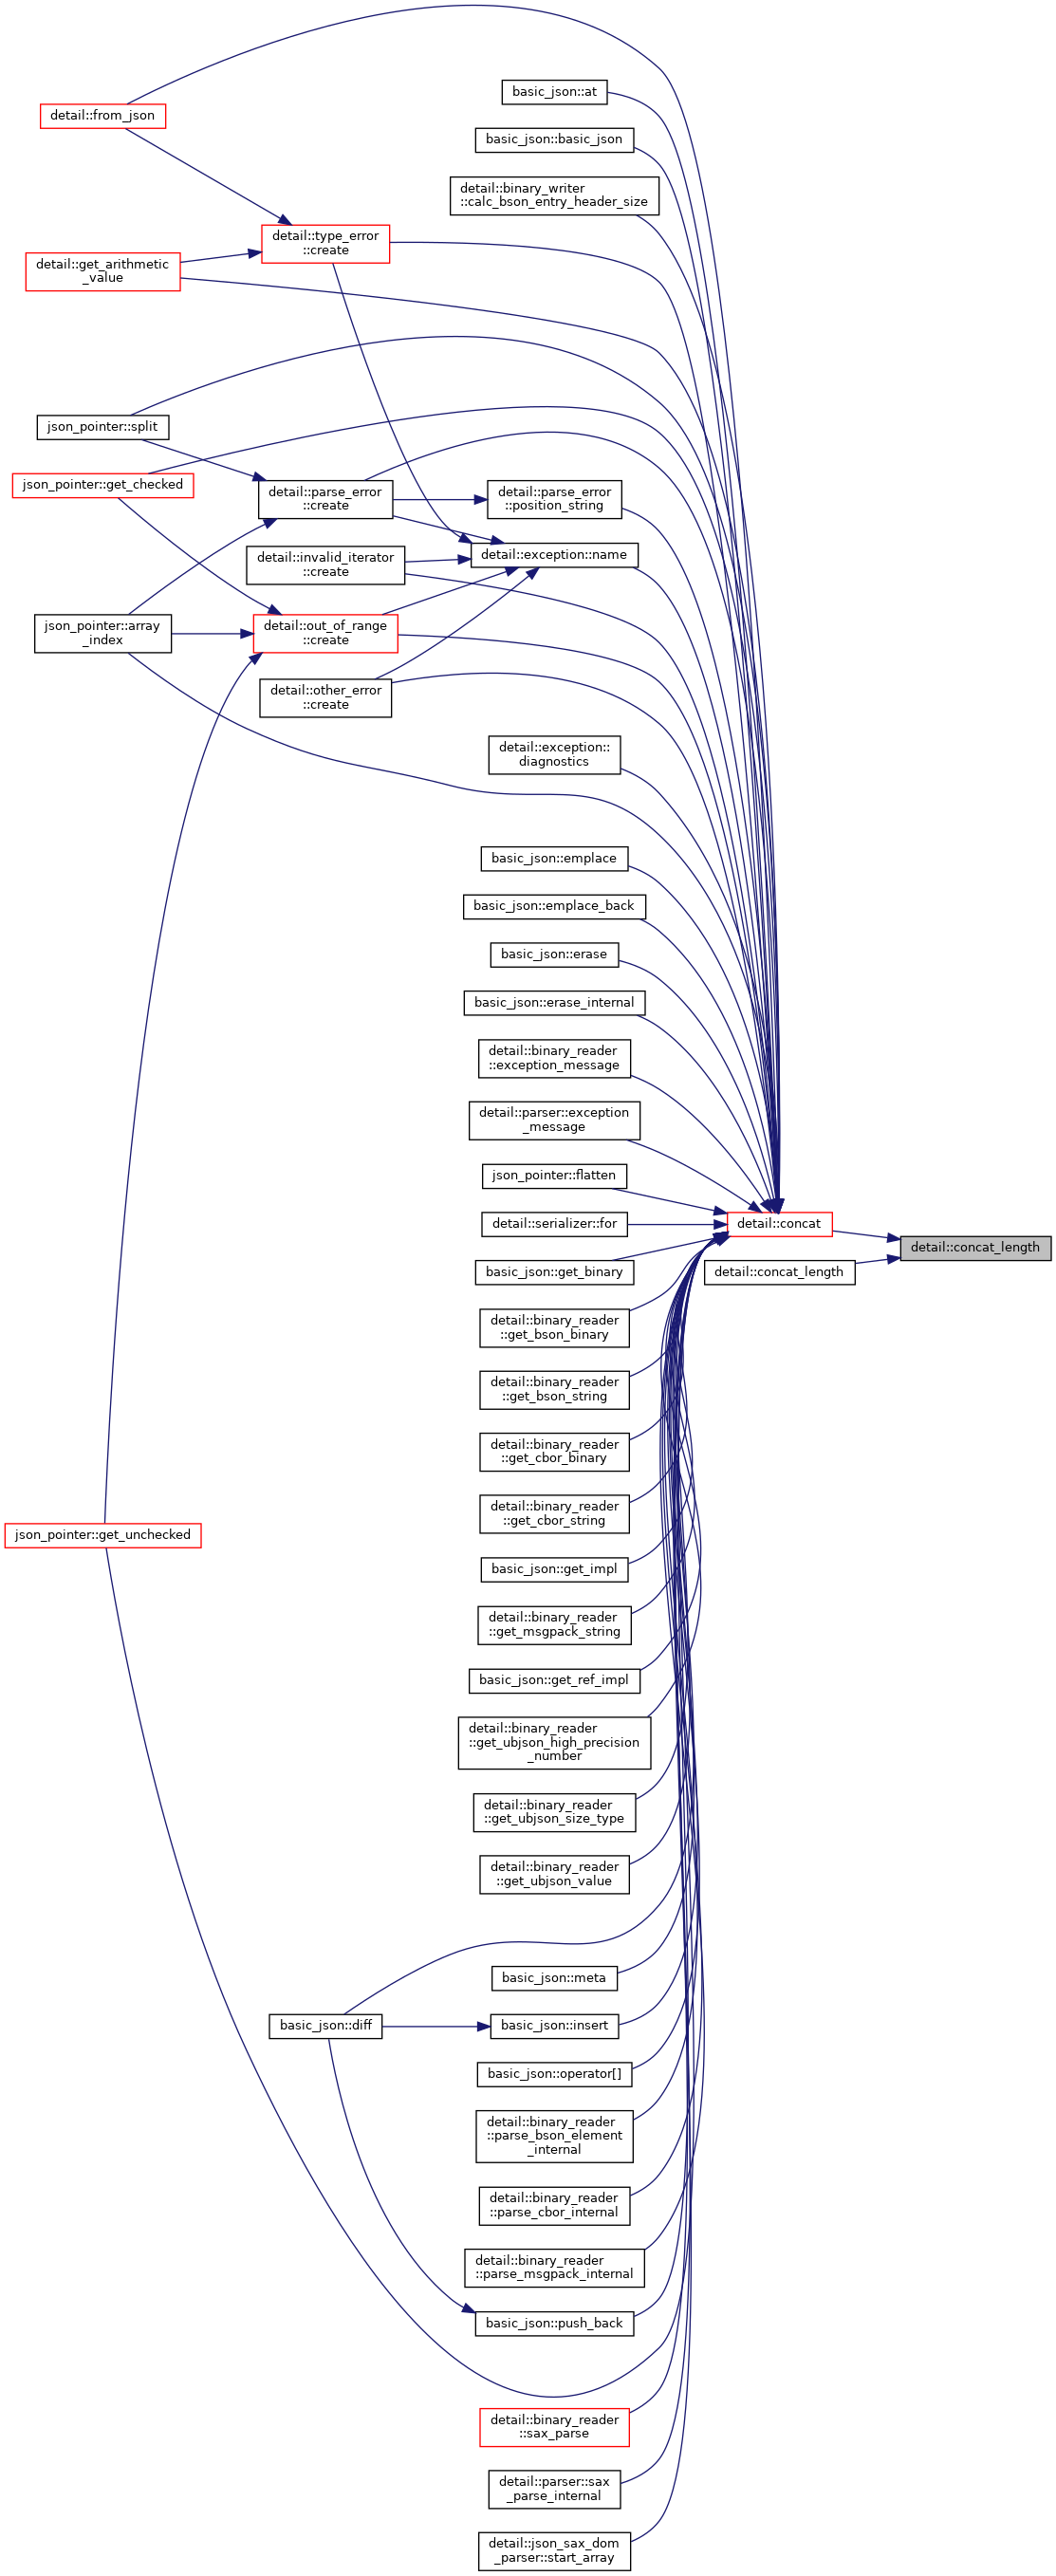 detail::from_json
basic_json::at
basic_json::basic_json
detail::binary_writer
::calc_bson_entry_header_size
detail::type_error
::create
detail::get_arithmetic
_value
json_pointer::split
json_pointer::get_checked
detail::parse_error
::create
detail::parse_error
::position_string
detail::exception::name
detail::invalid_iterator
::create
json_pointer::array
_index
detail::out_of_range
::create
detail::other_error
::create
detail::exception::
diagnostics
basic_json::emplace
basic_json::emplace_back
basic_json::erase
basic_json::erase_internal
detail::binary_reader
::exception_message
detail::parser::exception
_message
json_pointer::flatten
detail::serializer::for
detail::concat
detail::concat_length
basic_json::get_binary
detail::concat_length
detail::binary_reader
::get_bson_binary
detail::binary_reader
::get_bson_string
detail::binary_reader
::get_cbor_binary
detail::binary_reader
::get_cbor_string
json_pointer::get_unchecked
basic_json::get_impl
detail::binary_reader
::get_msgpack_string
basic_json::get_ref_impl
detail::binary_reader
::get_ubjson_high_precision
_number
detail::binary_reader
::get_ubjson_size_type
detail::binary_reader
::get_ubjson_value
basic_json::meta
basic_json::diff
basic_json::insert
basic_json::operator[]
detail::binary_reader
::parse_bson_element
_internal
detail::binary_reader
::parse_cbor_internal
detail::binary_reader
::parse_msgpack_internal
basic_json::push_back
detail::binary_reader
::sax_parse
detail::parser::sax
_parse_internal
detail::json_sax_dom
_parser::start_array